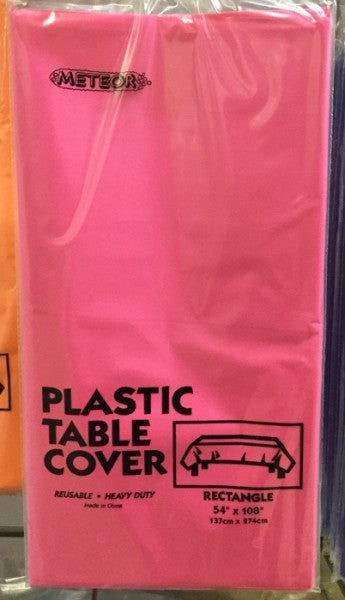 METEOR
PLASTIC
TABLE
COVER
REUSABLE • HEAVY DUTY
Made in China
RECTANGLE
54" x 108"
137cm x 274cm